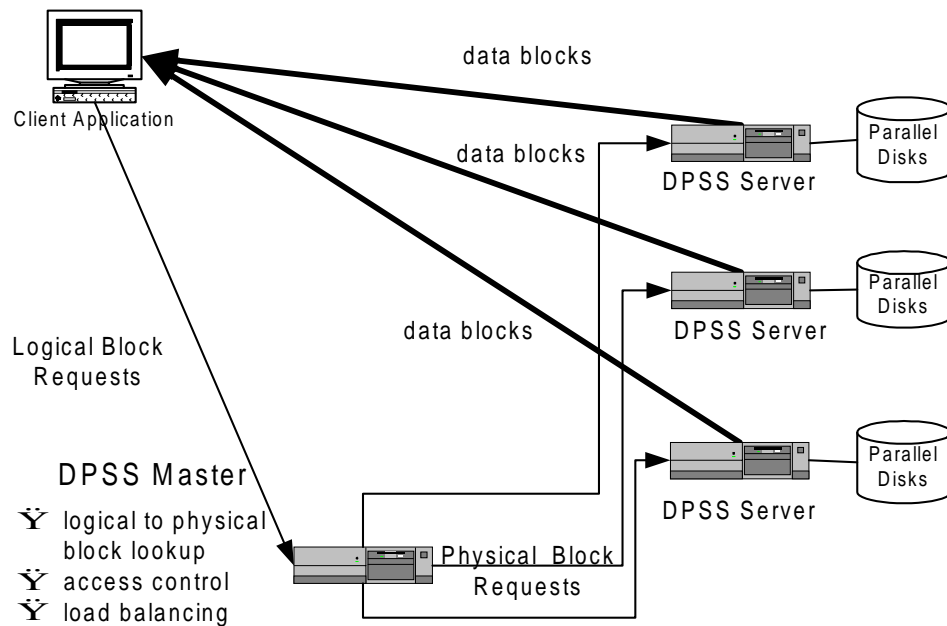 data blocks
Client Application
Parallel
Disks
data blocks
DPSS Server
Parallel
Disks
data blocks
DPSS Server
Logical Block
Requests
Parallel
Disks
DPSS Master
DPSS Server
Ÿ logical to physical
block lookup
Ÿ access control
Ÿ load balancing
Physical Block
Requests